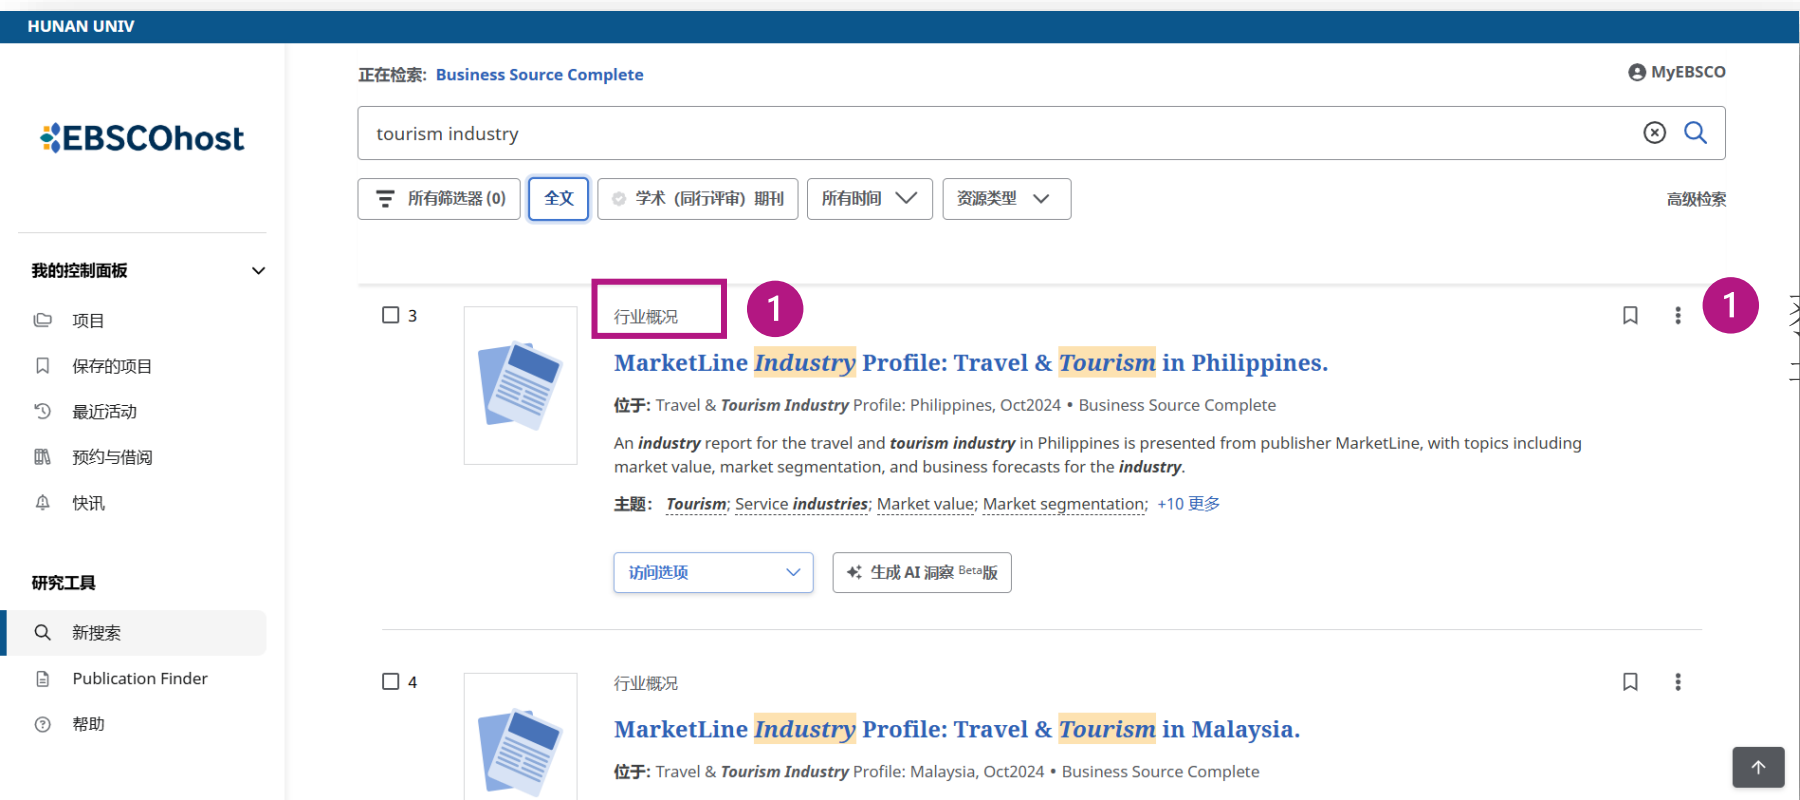 HUNAN UNIV
EBSCOhost
我的控制面板
项目
保存的项目
最近活动
预约与借阅
快讯
研究工具
新搜索
Publication Finder
帮助
正在检索: Business Source Complete
MyEBSCO
tourism industry
所有筛选器 (0)
全文
学术（同行评审）期刊
所有时间
资源类型
高级检索
3
行业概况
1
1
MarketLine Industry Profile: Travel & Tourism in Philippines.
位于: Travel & Tourism Industry Profile: Philippines, Oct2024 • Business Source Complete
An industry report for the travel and tourism industry in Philippines is presented from publisher MarketLine, with topics including
market value, market segmentation, and business forecasts for the industry.
主题： Tourism; Service industries; Market value; Market segmentation; +10 更多
访问选项
生成 AI 洞察 Beta版
4
行业概况
MarketLine Industry Profile: Travel & Tourism in Malaysia.
位于: Travel & Tourism Industry Profile: Malaysia, Oct2024 • Business Source Complete